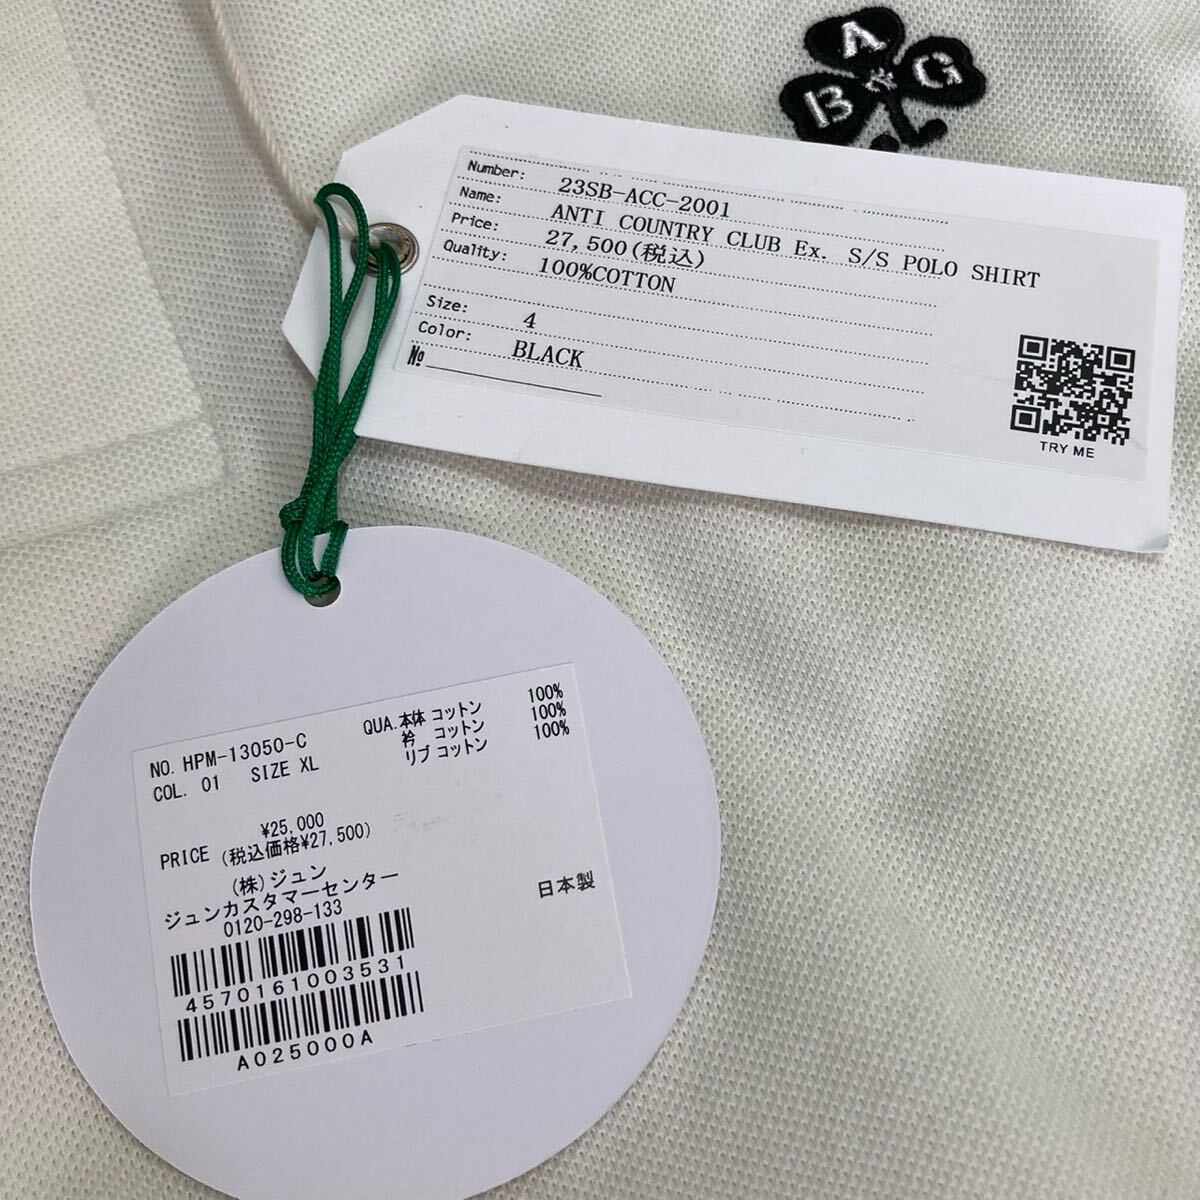 A
B G
Number: 23SB-ACC-2001
Name: ANTI COUNTRY CLUB Ex. S/S POLO SHIRT
Price: 27,500(税込)
Quality: 100%COTTON
Size: 4
Color: BLACK
№
TRY ME
NO. HPM-13050-C
COL. 01 SIZE XL
QUA.本体 コットン 100%
衿 コットン 100%
リブ コットン 100%
¥25,000
PRICE (税込価格¥27,500)
(株)ジュン
ジュンカスタマーセンター
0120-298-133
日本製
4570161003531
A025000A